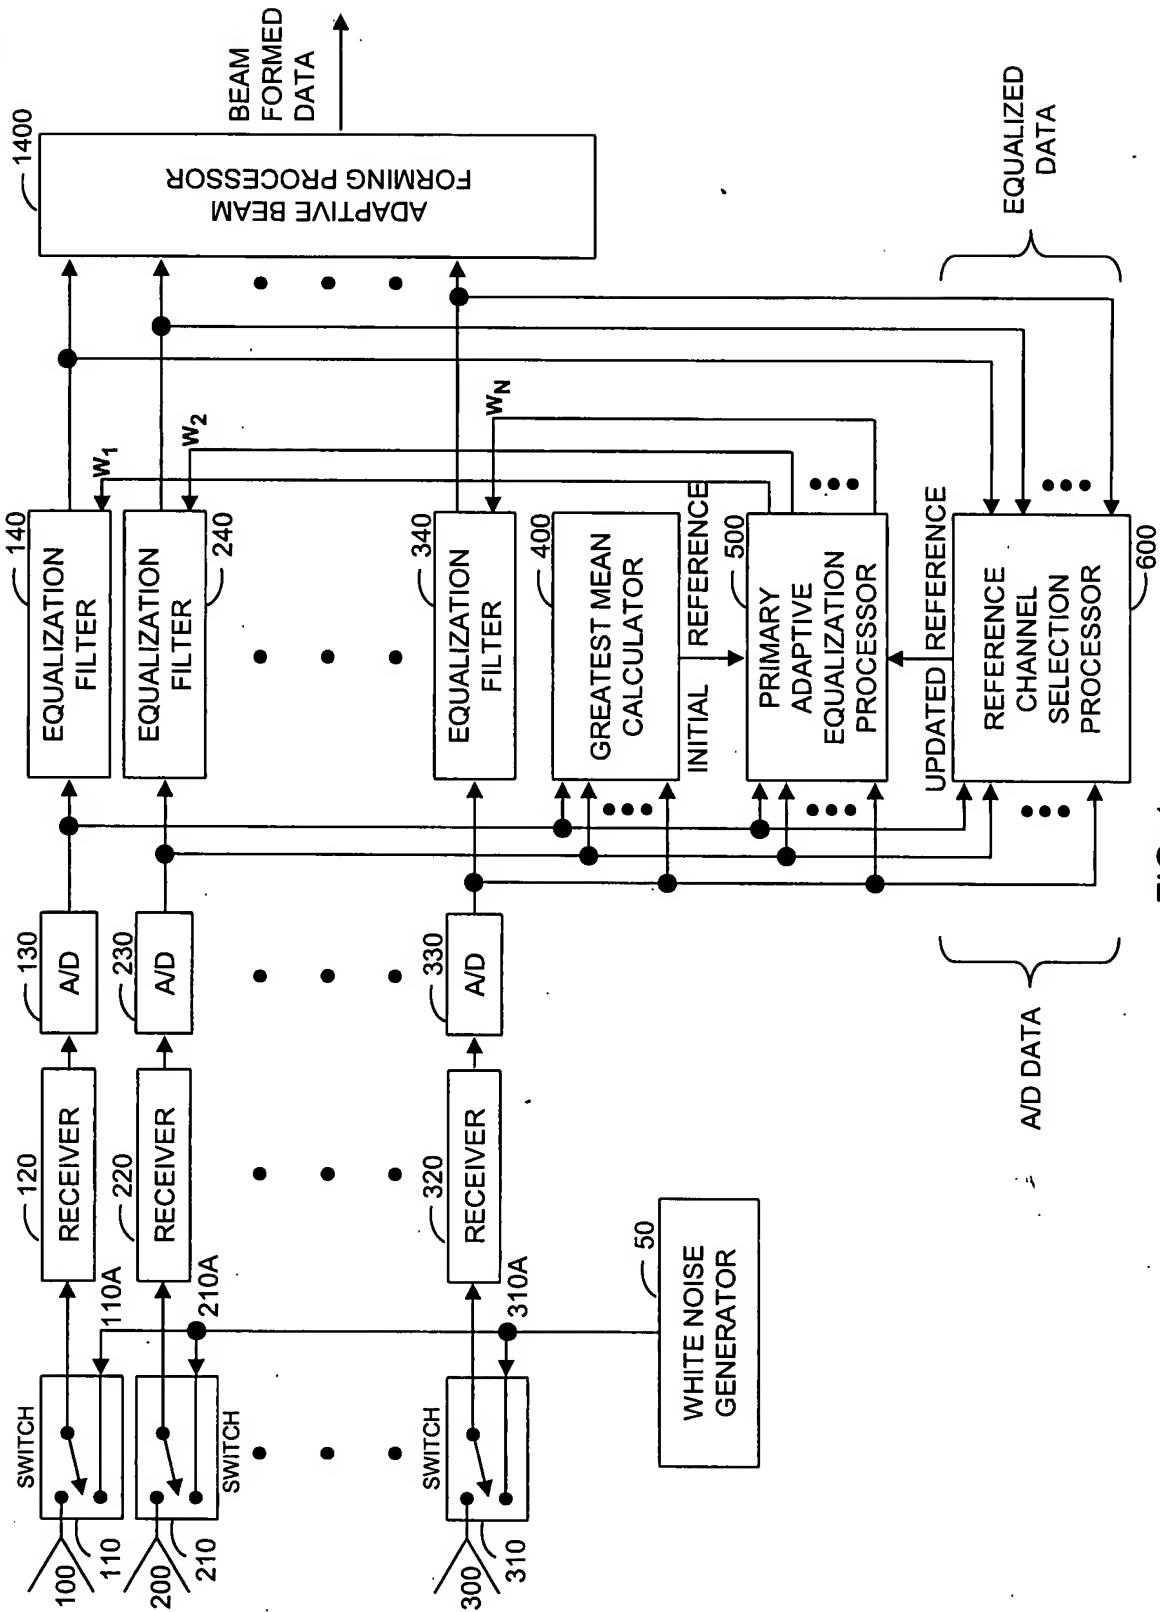 100
110
SWITCH
110A
120
RECEIVER
130
A/D
140
EQUALIZATION
FILTER
W1
1400
ADAPTIVE BEAM
FORMING PROCESSOR
BEAM
FORMED
DATA
200
210
SWITCH
210A
220
RECEIVER
230
A/D
240
EQUALIZATION
FILTER
W2
300
310
SWITCH
310A
320
RECEIVER
330
A/D
340
EQUALIZATION
FILTER
WN
400
GREATEST MEAN
CALCULATOR
INITIAL REFERENCE
50
WHITE NOISE
GENERATOR
500
PRIMARY
ADAPTIVE
EQUALIZATION
PROCESSOR
UPDATED REFERENCE
REFERENCE
CHANNEL
SELECTION
PROCESSOR
600
A/D DATA
EQUALIZED
DATA